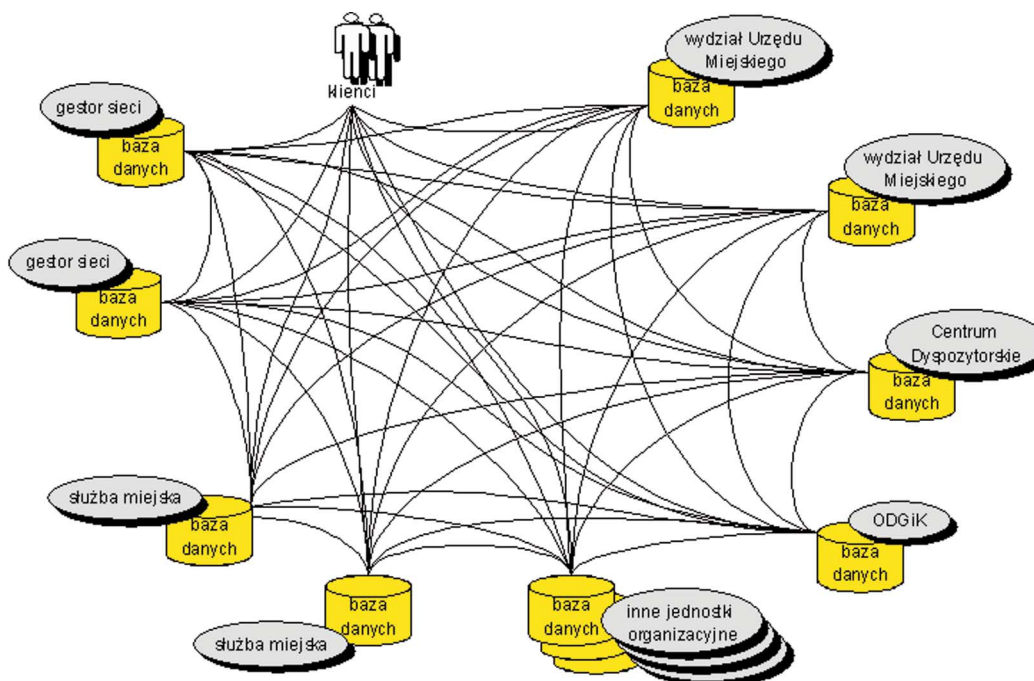 klienci
wydział Urzędu
Miejskiego
baza
danych
gestor sieci
baza
danych
wydział Urzędu
Miejskiego
baza
danych
gestor sieci
baza
danych
Centrum
Dyspozytorskie
baza
danych
służba miejska
baza
danych
ODGiK
baza
danych
baza
danych
służba miejska
baza
danych
inne jednostki
organizacyjne